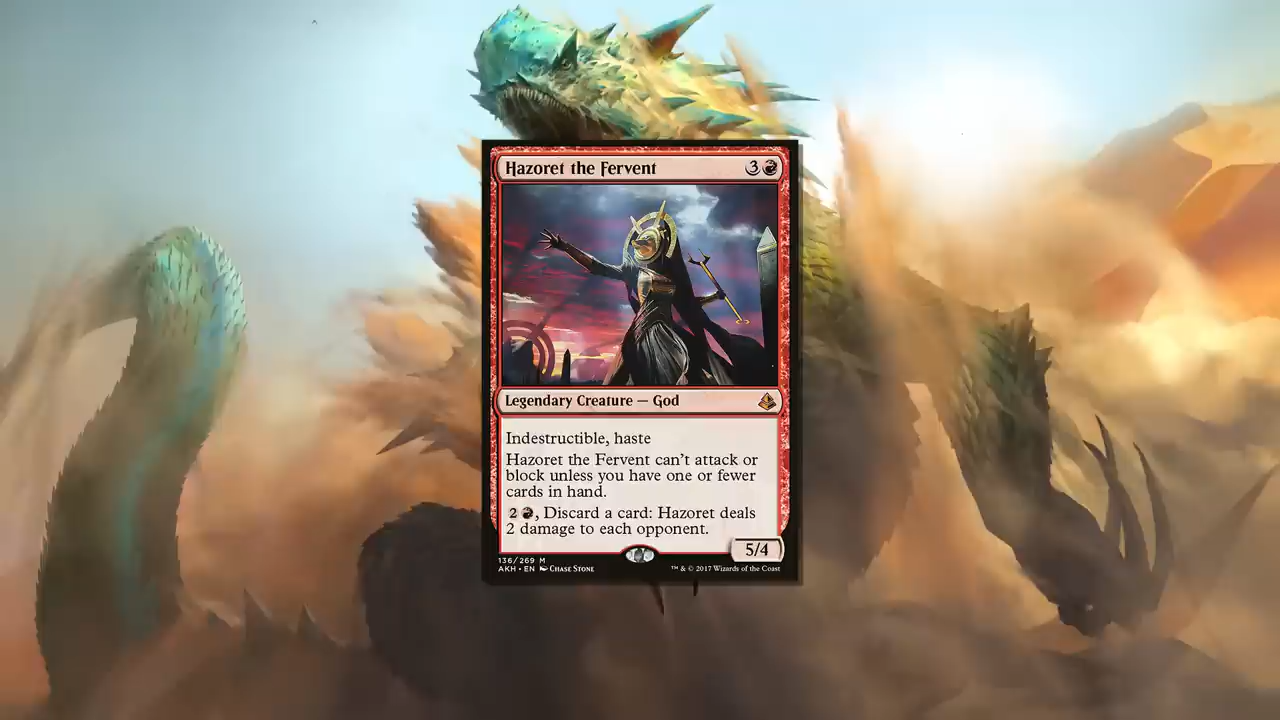 Hazoret the Fervent 3
Legendary Creature — God
Indestructible, haste
Hazoret the Fervent can't attack or
block unless you have one or fewer
cards in hand.
2 , Discard a card: Hazoret deals
2 damage to each opponent.
5/4
136/269 M
AKH • EN Chase Stone
™ & © 2017 Wizards of the Coast